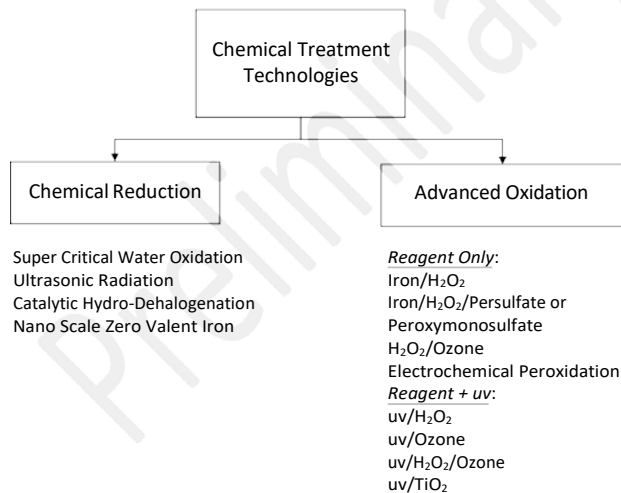 Chemical Treatment
Technologies
Chemical Reduction
Super Critical Water Oxidation
Ultrasonic Radiation
Catalytic Hydro-Dehalogenation
Nano Scale Zero Valent Iron
Advanced Oxidation
Reagent Only:
Iron/H₂O₂
Iron/H₂O₂/Persulfate or
Peroxymonosulfate
H₂O₂/Ozone
Electrochemical Peroxidation
Reagent + uv:
uv/H₂O₂
uv/Ozone
uv/H₂O₂/Ozone
uv/TiO₂
Preliminar